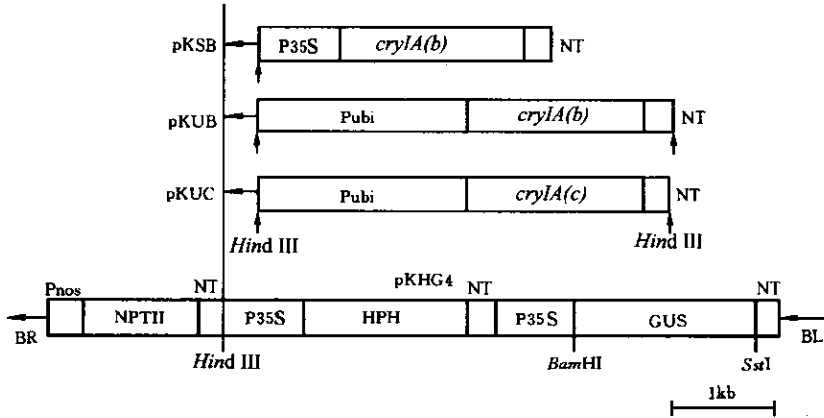 pKSB P35S cryIA(b) NT
pKUB Pubi cryIA(b) NT
pKUC Pubi cryIA(c) NT
Hind III Hind III
pKHG4
Pnos NT NT NT
NPTII P35S HPH P35S GUS
BR BL
Hind III BamHI SstI
1kb